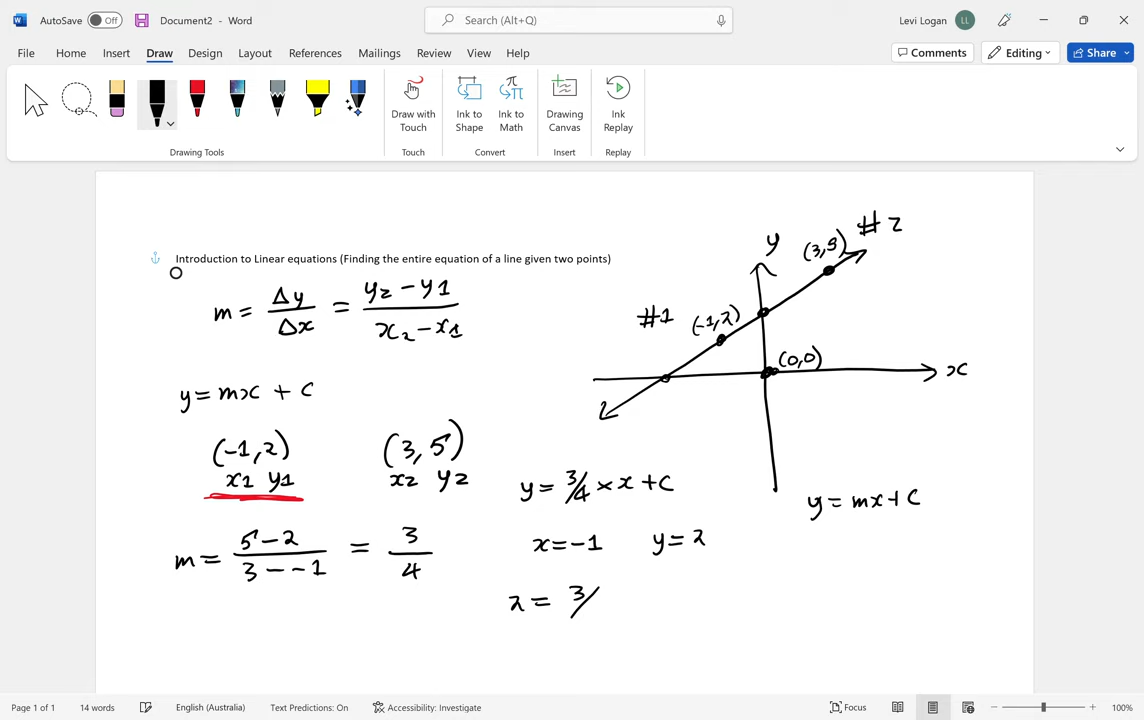 AutoSave Off Document2 - Word Search (Alt+Q) Levi Logan LL
File Home Insert Draw Design Layout References Mailings Review View Help Comments Editing Share
Draw with Touch
Ink to Shape
Ink to Math
Drawing Canvas
Ink Replay
Drawing Tools Touch Convert Insert Replay
Introduction to Linear equations (Finding the entire equation of a line given two points)
m = Δy/Δx = y2 - y1 / x2 - x1
y = mx + c
(-1, 2) (3, 5)
x1 y1 x2 y2
m = 5 - 2 / 3 - -1 = 3/4
#2
y
(3,5)
#1
(-1,2)
(0,0)
x
y = 3/4 × x + c
y = mx + c
x = -1 y = 2
2 = 3/
Page 1 of 1 14 words English (Australia) Text Predictions: On Accessibility: Investigate Focus 100%